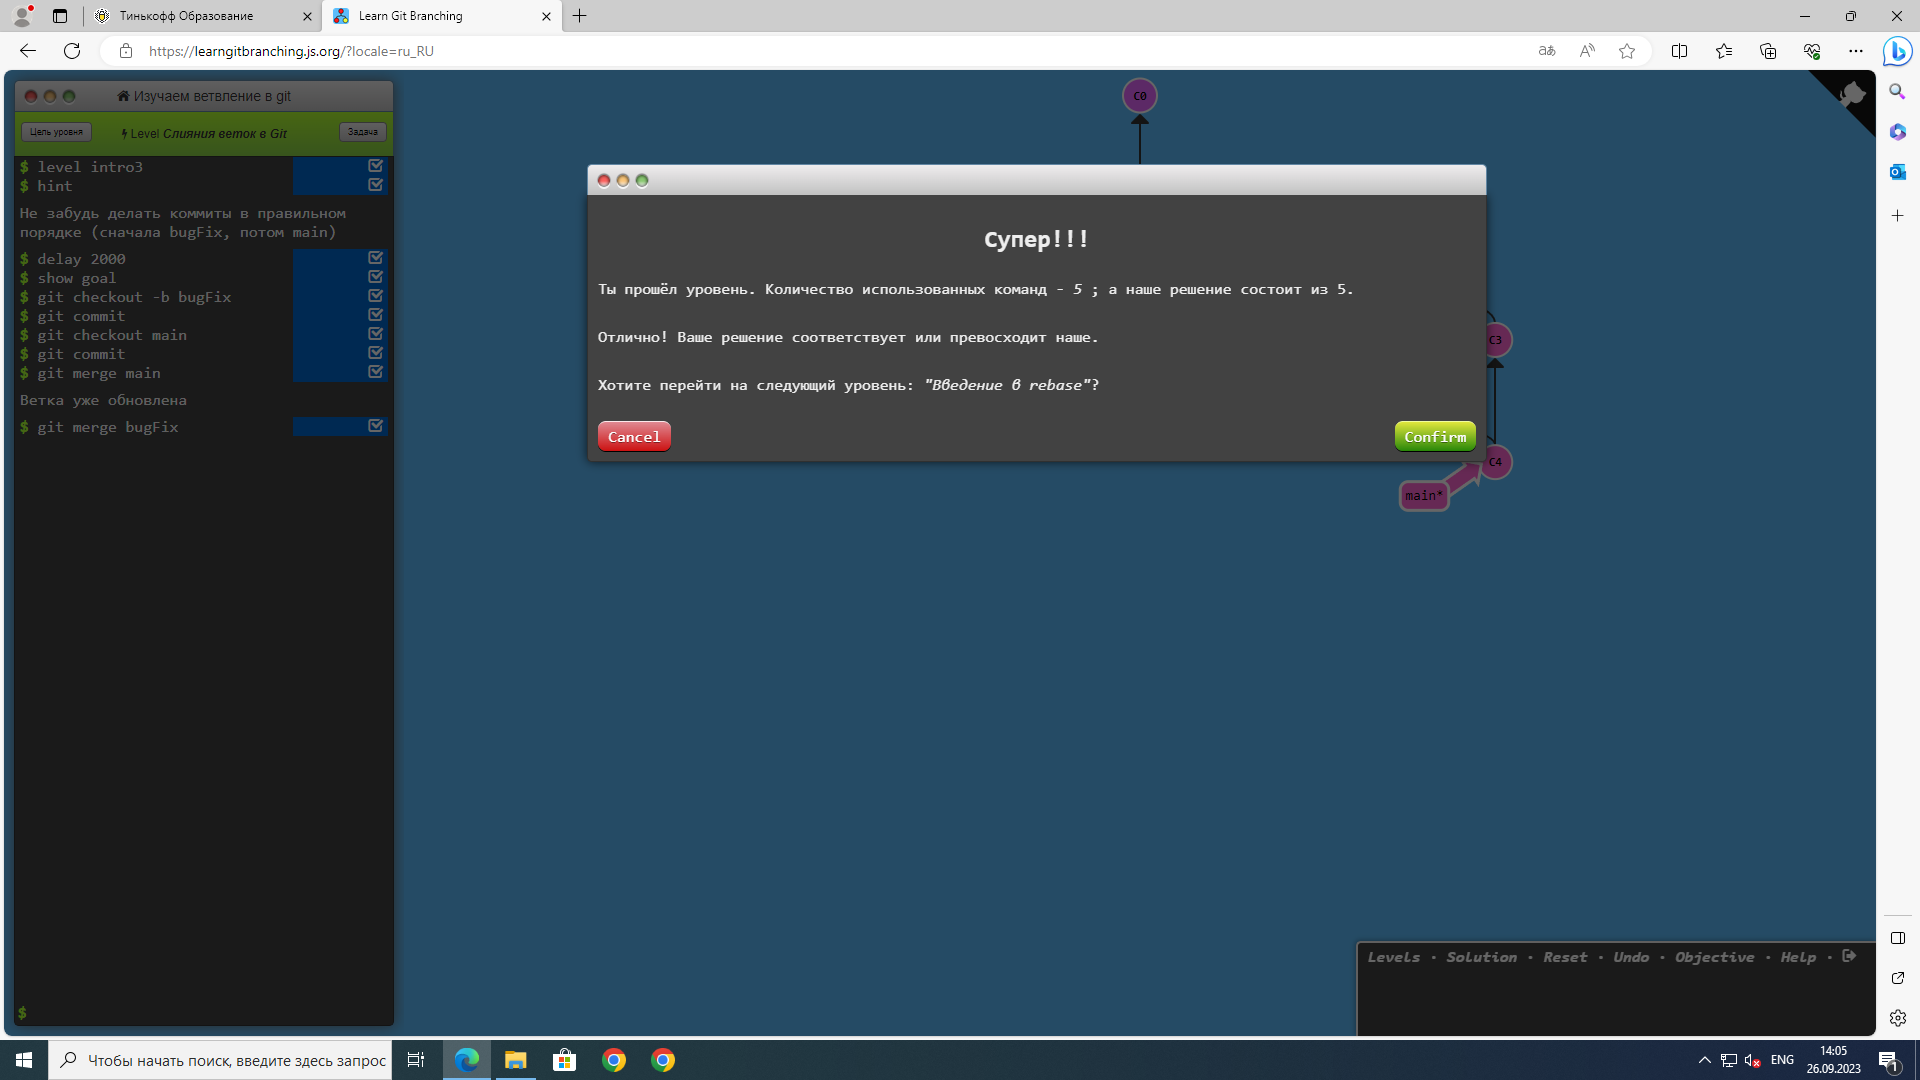 Тинькофф Образование
Learn Git Branching
https://learngitbranching.js.org/?locale=ru_RU
Изучаем ветвление в git
Цель уровня
Level Слияния веток в Git
Задача
$ level intro3
$ hint
Не забудь делать коммиты в правильном
порядке (сначала bugFix, потом main)
$ delay 2000
$ show goal
$ git checkout -b bugFix
$ git commit
$ git checkout main
$ git commit
$ git merge main
Ветка уже обновлена
$ git merge bugFix
$
C0
Супер!!!
Ты прошёл уровень. Количество использованных команд - 5 ; а наше решение состоит из 5.
Отлично! Ваше решение соответствует или превосходит наше.
Хотите перейти на следующий уровень: "Введение в rebase"?
Cancel
Confirm
C3
C4
main*
Levels · Solution · Reset · Undo · Objective · Help ·
Чтобы начать поиск, введите здесь запрос
ENG
14:05
26.09.2023
1